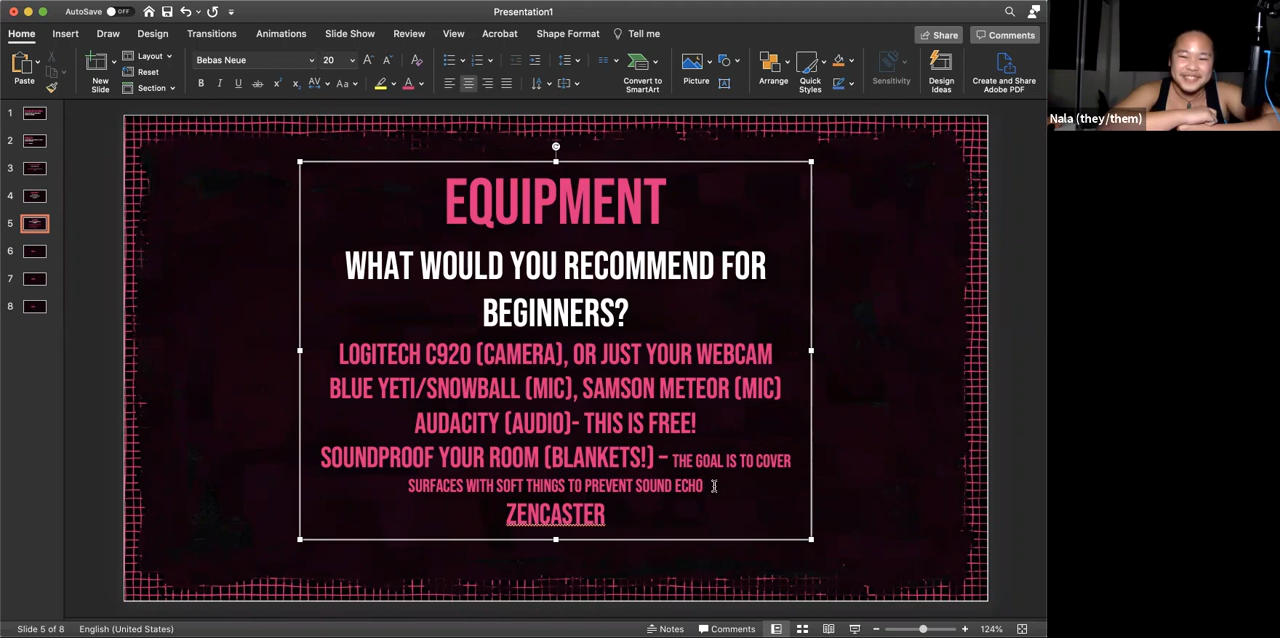 AutoSave OFF
Presentation1
Home Insert Draw Design Transitions Animations Slide Show Review View Acrobat Shape Format Tell me
Share Comments
Paste
New Slide
Layout
Reset
Section
Bebas Neue 20
Convert to SmartArt
Picture
Arrange
Quick Styles
Sensitivity
Design Ideas
Create and Share Adobe PDF
1
2
3
4
5
6
7
8
EQUIPMENT
WHAT WOULD YOU RECOMMEND FOR
BEGINNERS?
LOGITECH C920 (CAMERA), OR JUST YOUR WEBCAM
BLUE YETI/SNOWBALL (MIC), SAMSON METEOR (MIC)
AUDACITY (AUDIO)- THIS IS FREE!
SOUNDPROOF YOUR ROOM (BLANKETS!) – THE GOAL IS TO COVER
SURFACES WITH SOFT THINGS TO PREVENT SOUND ECHO
ZENCASTER
Nala (they/them)
Slide 5 of 8 English (United States)
Notes Comments 124%